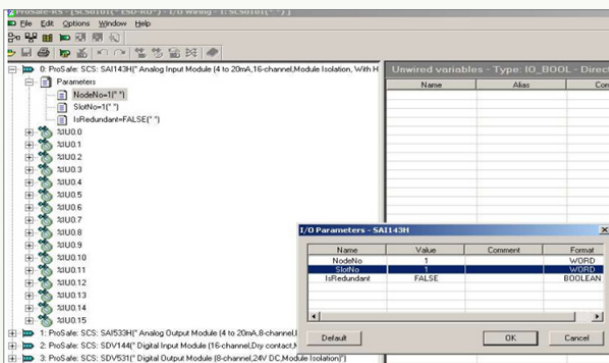 ProSafe-RS - [SCS0101(" ESD-RG") - I/O Wiring - 1: SCS0101(" ") ]
File Edit Options Window Help
0: ProSafe: SCS: SAI143H(" Analog Input Module (4 to 20mA,16-channel,Module Isolation, With H
Parameters
NodeNo=1(" ")
SlotNo=1(" ")
IsRedundant=FALSE(" ")
%IU0.0
%IU0.1
%IU0.2
%IU0.3
%IU0.4
%IU0.5
%IU0.6
%IU0.7
%IU0.8
%IU0.9
%IU0.10
%IU0.11
%IU0.12
%IU0.13
%IU0.14
%IU0.15
1: ProSafe: SCS: SAI533H(" Analog Output Module (4 to 20mA,8-channel,I
2: ProSafe: SCS: SDV144(" Digital Input Module (16-channel,Dry contact,M
3: ProSafe: SCS: SDV531(" Digital Output Module (8-channel,24V DC,Module Isolation)")
Unwired variables - Type: IO_BOOL - Direct
Name Alias Com
I/O Parameters - SAI143H
Name Value Comment Format
NodeNo 1 WORD
SlotNo 1 WORD
IsRedundant FALSE BOOLEAN
Default OK Cancel